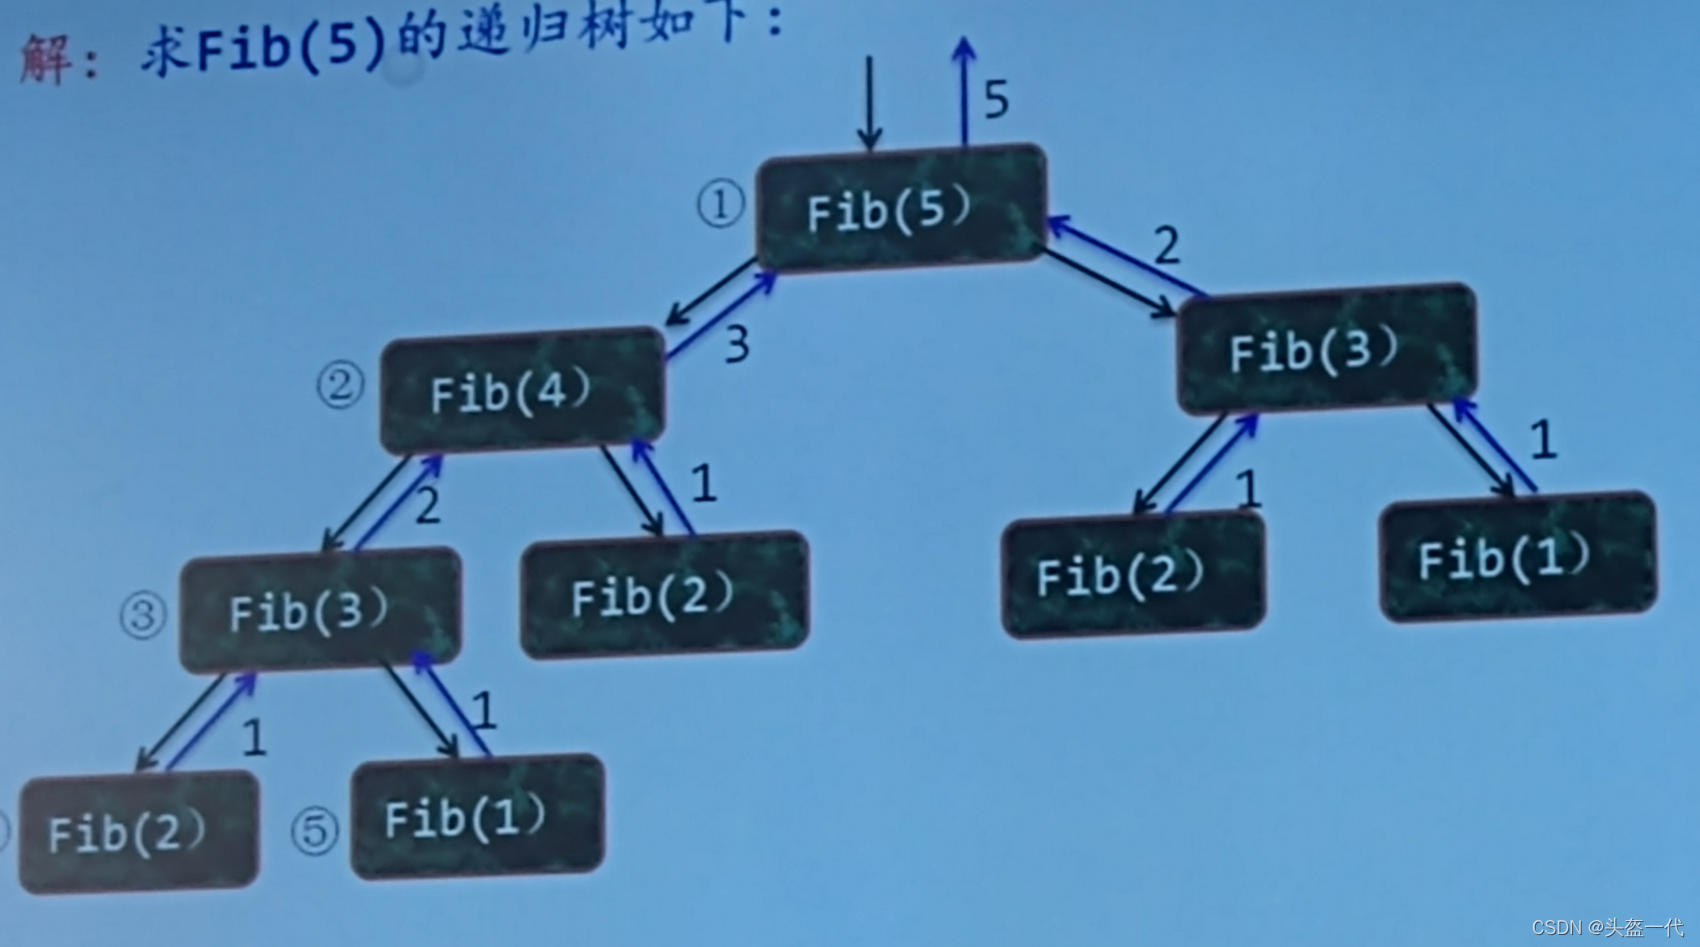 解：求Fib(5)的递归树如下：
5
① Fib(5)
2
3
Fib(3)
② Fib(4)
2
1
1
1
③ Fib(3)
Fib(2)
Fib(2)
Fib(1)
1
1
Fib(2)
⑤ Fib(1)
CSDN @头盔一代